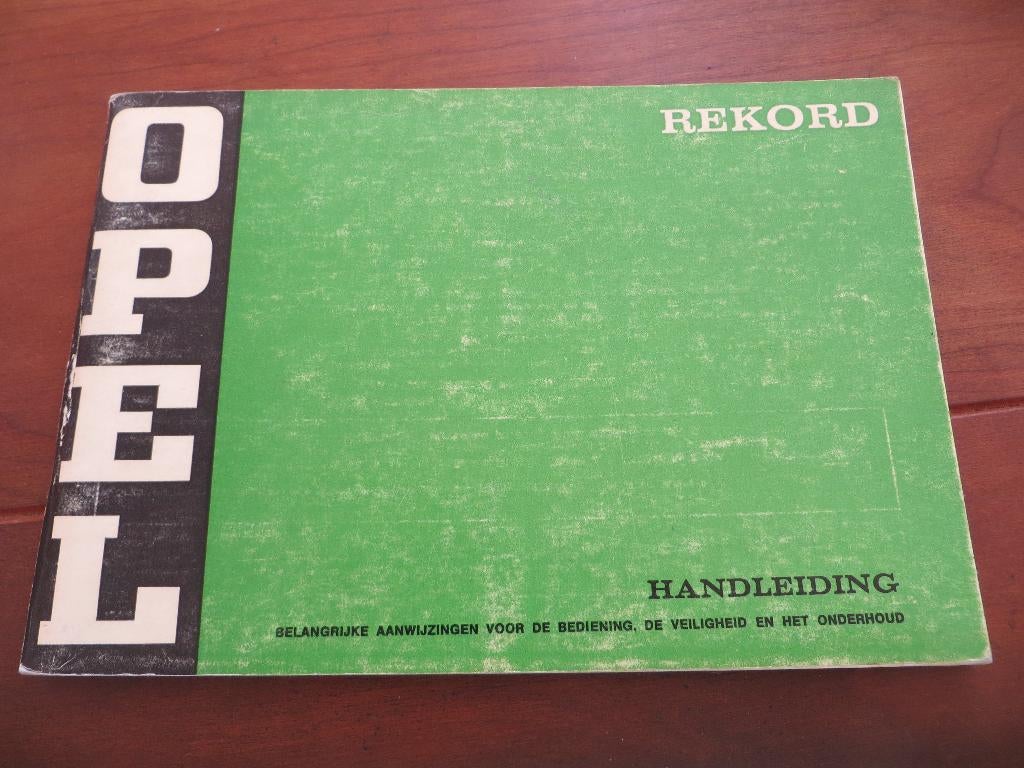 OPEL
REKORD
HANDLEIDING
BELANGRIJKE AANWIJZINGEN VOOR DE BEDIENING, DE VEILIGHEID EN HET ONDERHOUD